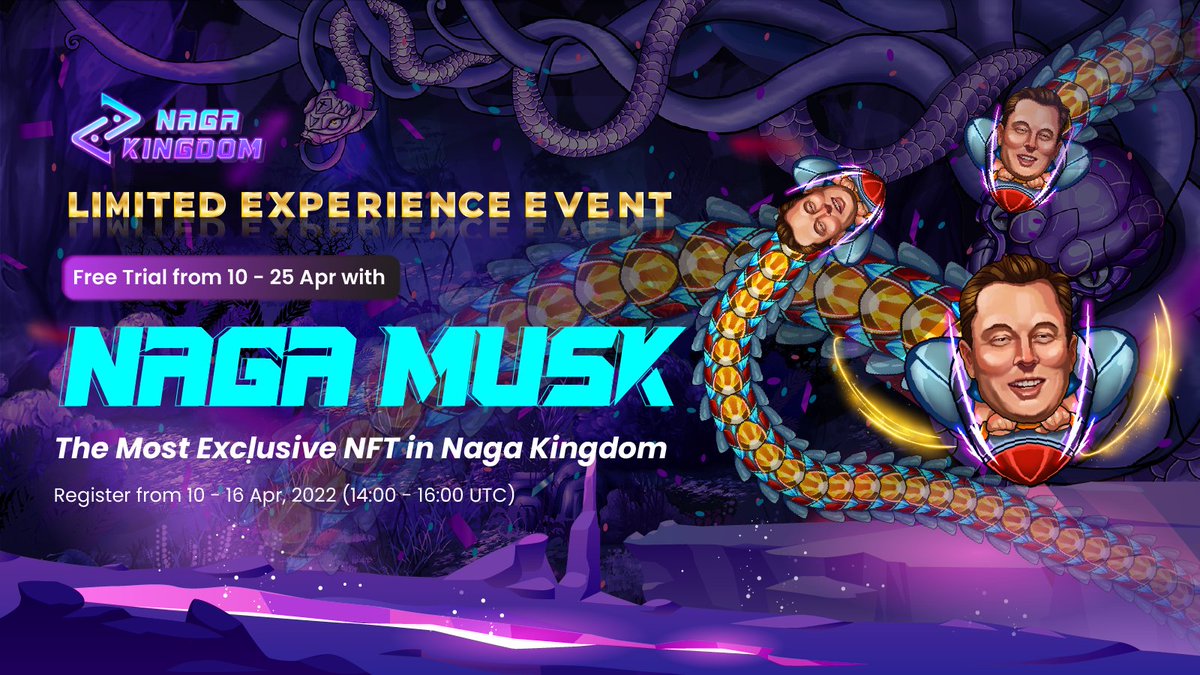 NAGA
KINGDOM
LIMITED EXPERIENCE EVENT
Free Trial from 10 - 25 Apr with
NAGA MUSK
The Most Exclusive NFT in Naga Kingdom
Register from 10 - 16 Apr, 2022 (14:00 - 16:00 UTC)